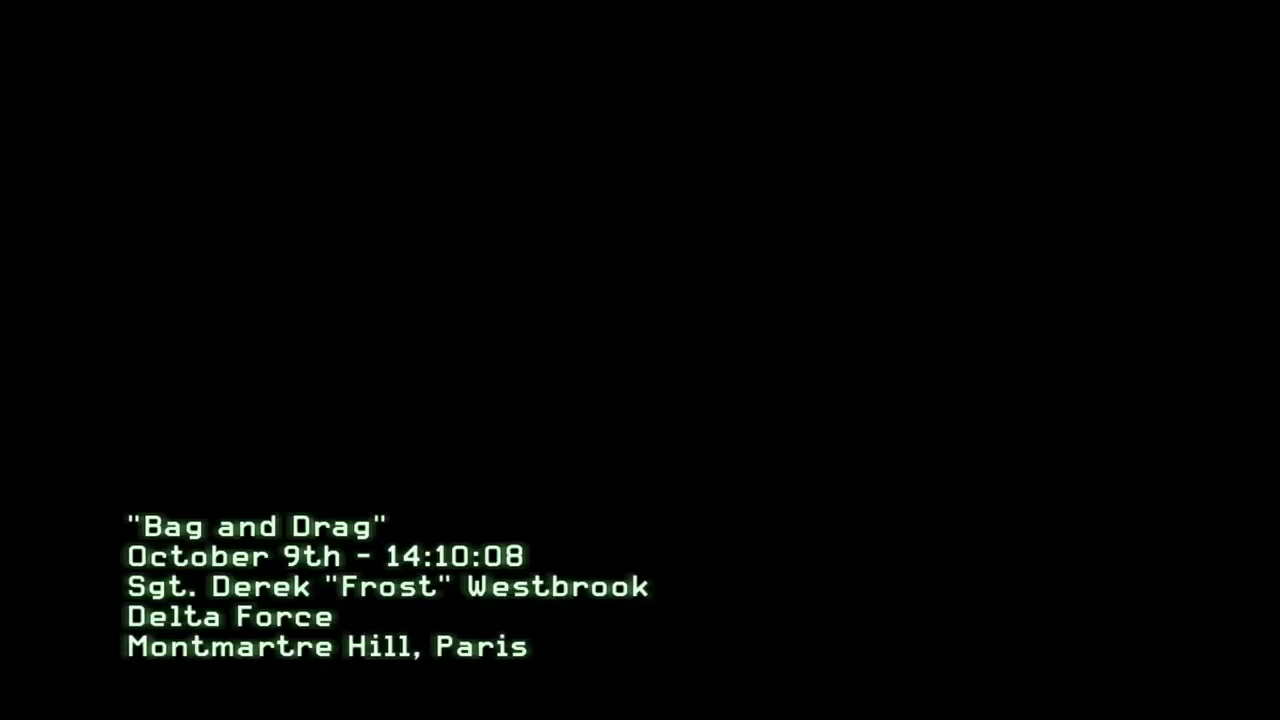 "Bag and Drag"
October 9th - 14:10:08
Sgt. Derek "Frost" Westbrook
Delta Force
Montmartre Hill, Paris